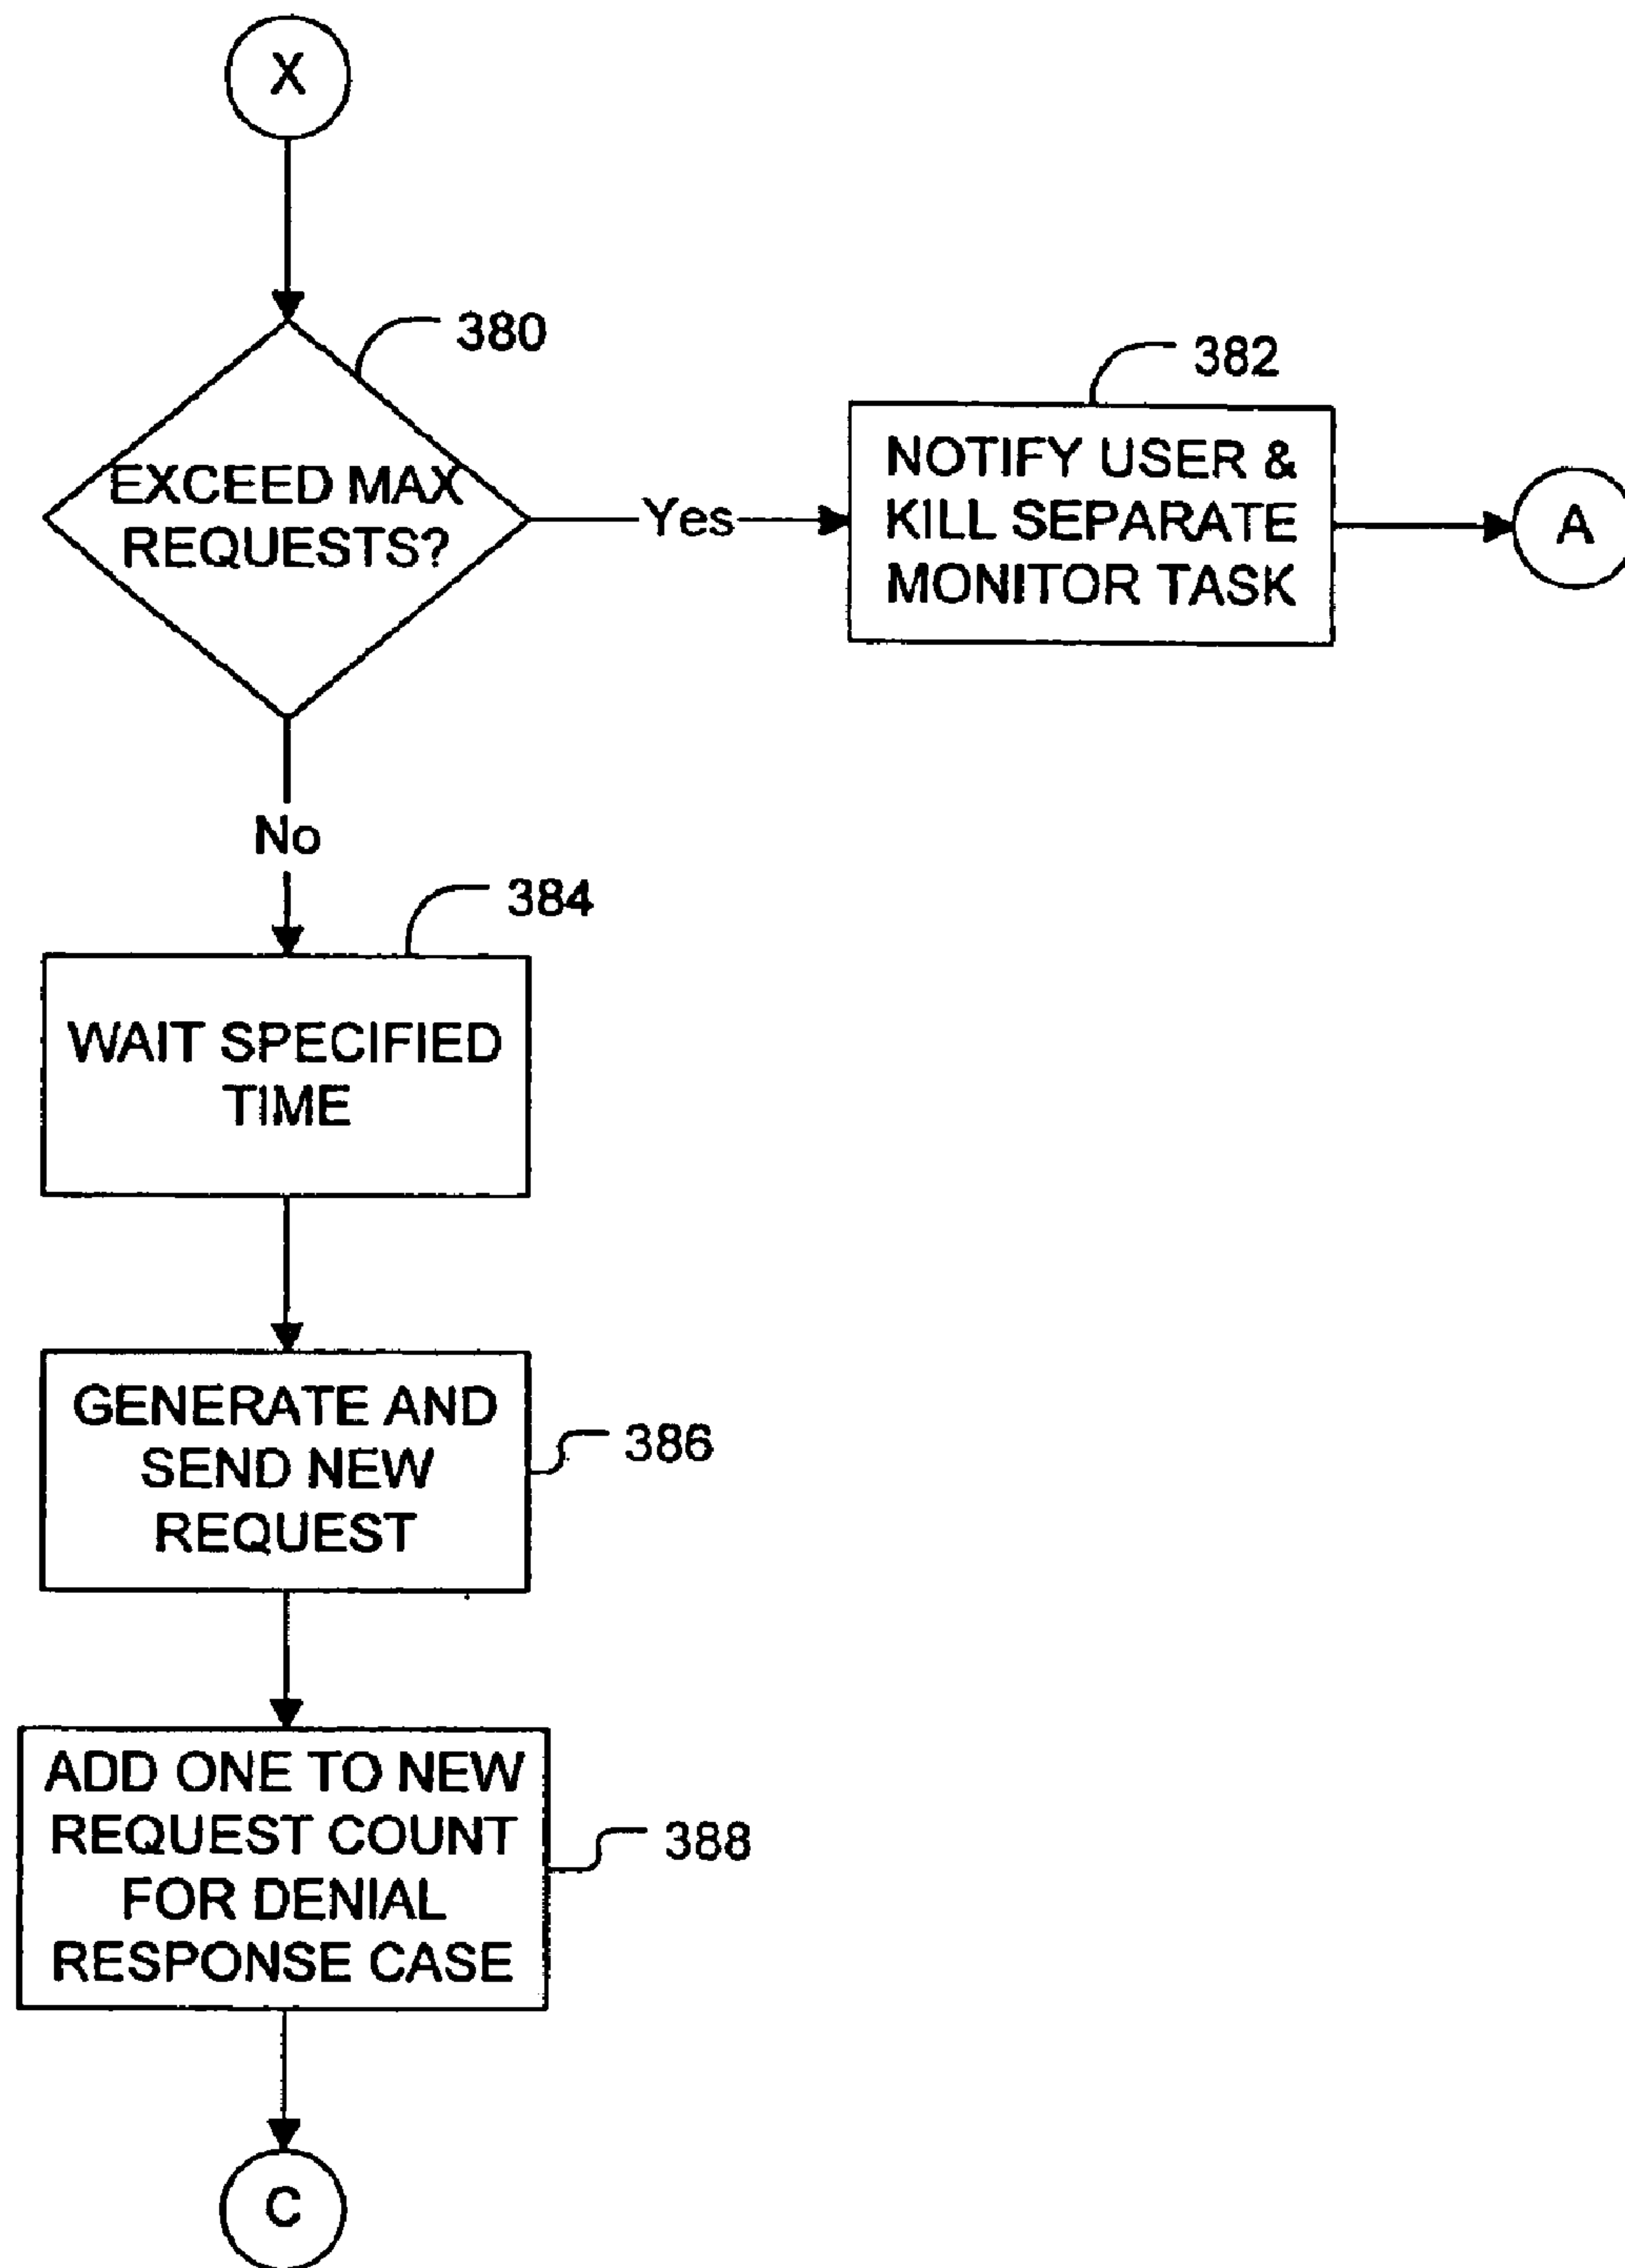 X
380
EXCEED MAX
REQUESTS?
Yes
382
NOTIFY USER &
KILL SEPARATE
MONITOR TASK
A
No
384
WAIT SPECIFIED
TIME
GENERATE AND
SEND NEW
REQUEST
386
ADD ONE TO NEW
REQUEST COUNT
FOR DENIAL
RESPONSE CASE
388
C